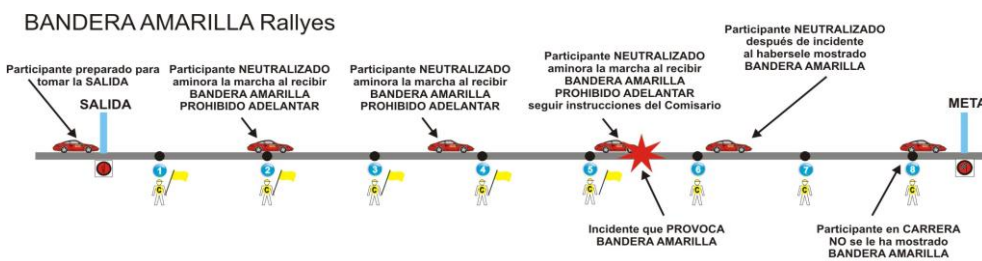 BANDERA AMARILLA Rallyes
Participante preparado para
tomar la SALIDA
SALIDA
Participante NEUTRALIZADO
aminora la marcha al recibir
BANDERA AMARILLA
PROHIBIDO ADELANTAR
Participante NEUTRALIZADO
aminora la marcha al recibir
BANDERA AMARILLA
PROHIBIDO ADELANTAR
Participante NEUTRALIZADO
aminora la marcha al recibir
BANDERA AMARILLA
PROHIBIDO ADELANTAR
seguir instrucciones del Comisario
Participante NEUTRALIZADO
después de incidente
al habersele mostrado
BANDERA AMARILLA
META
1
2
3
4
5
6
7
8
C
C
C
C
C
C
C
C
Incidente que PROVOCA
BANDERA AMARILLA
Participante en CARRERA
NO se le ha mostrado
BANDERA AMARILLA